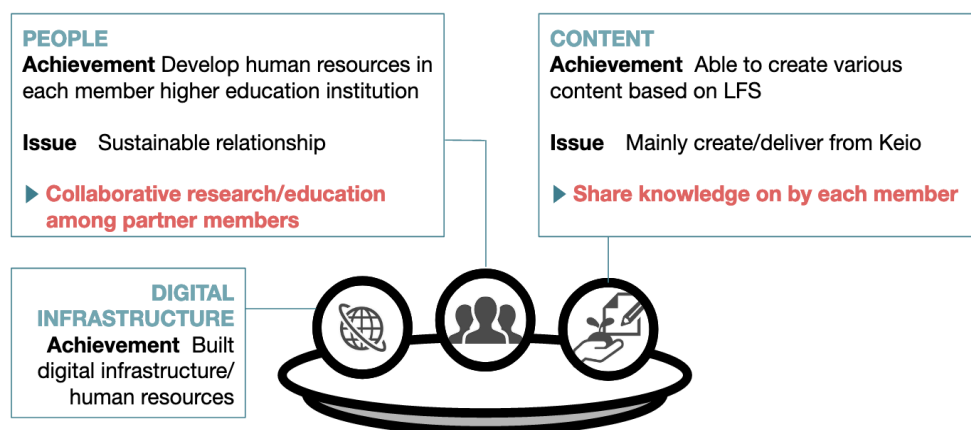 PEOPLE
Achievement Develop human resources in
each member higher education institution
Issue Sustainable relationship
Collaborative research/education
among partner members
CONTENT
Achievement Able to create various
content based on LFS
Issue Mainly create/deliver from Keio
Share knowledge on by each member
DIGITAL
INFRASTRUCTURE
Achievement Built
digital infrastructure/
human resources